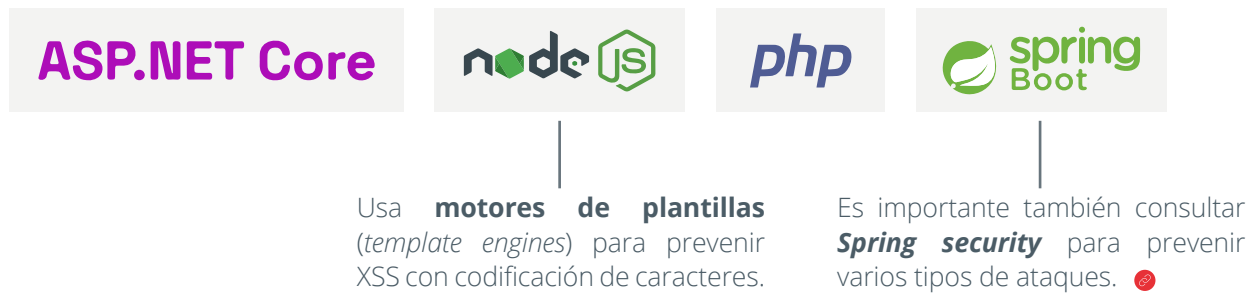 ASP.NET Core
node JS
php
spring
Boot
Usa motores de plantillas
(template engines) para prevenir
XSS con codificación de caracteres.
Es importante también consultar
Spring security para prevenir
varios tipos de ataques.